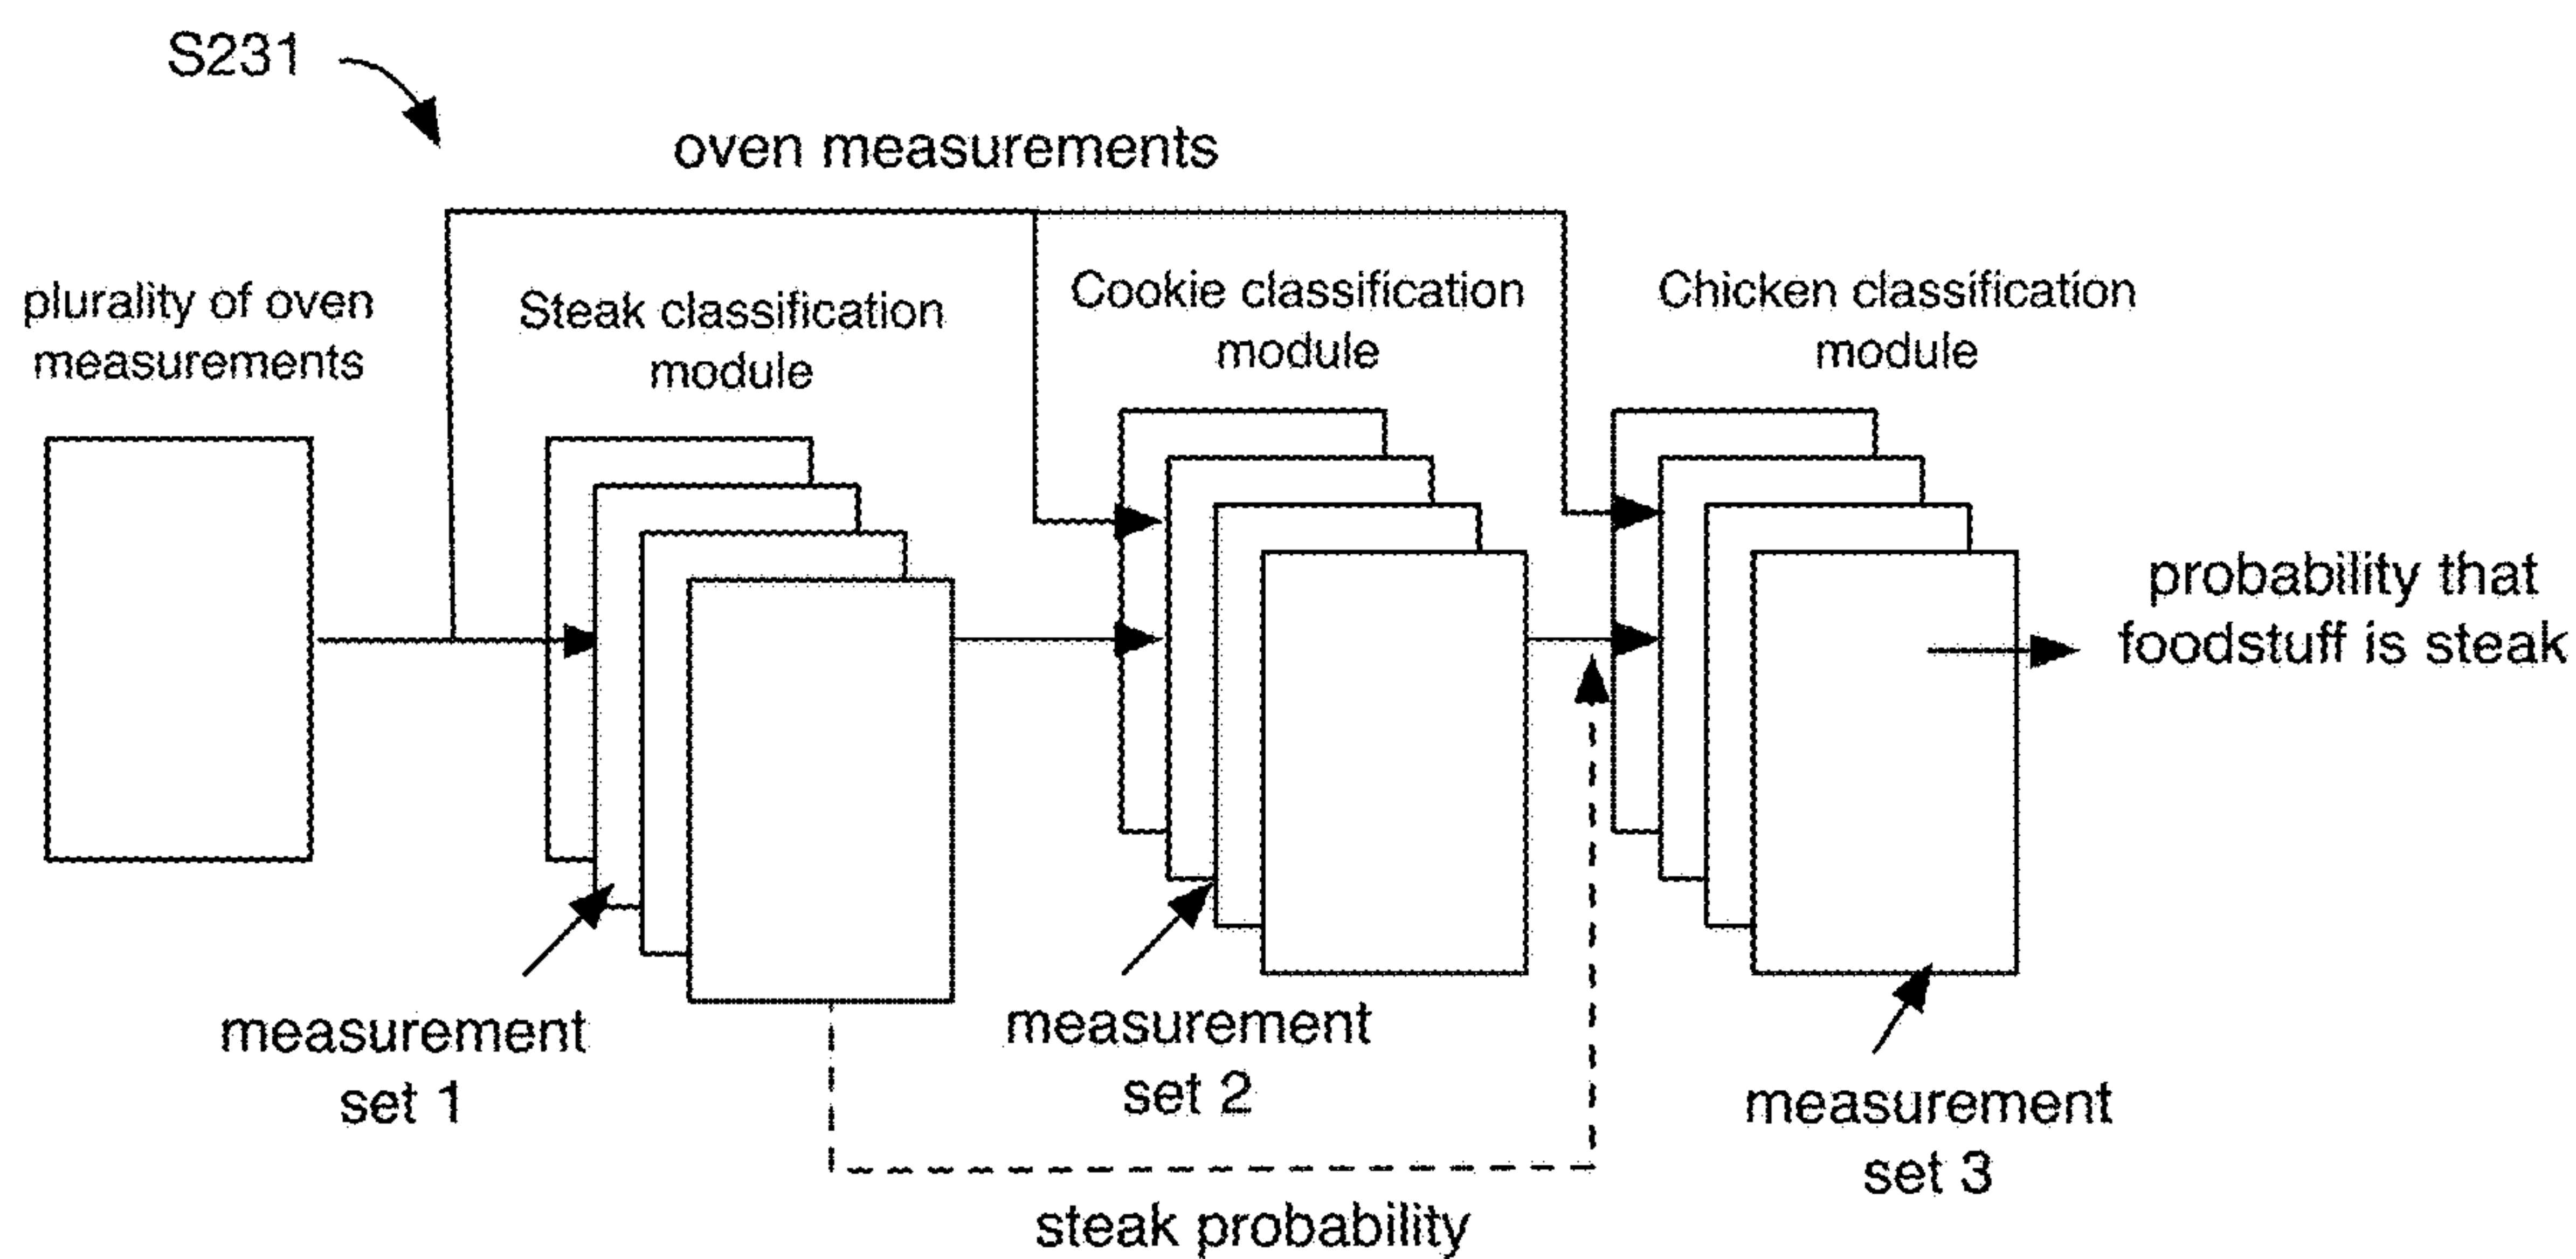 S231
oven measurements
plurality of oven
measurements
Steak classification
module
Cookie classification
module
Chicken classification
module
probability that
foodstuff is steak
measurement
set 1
measurement
set 2
measurement
set 3
steak probability